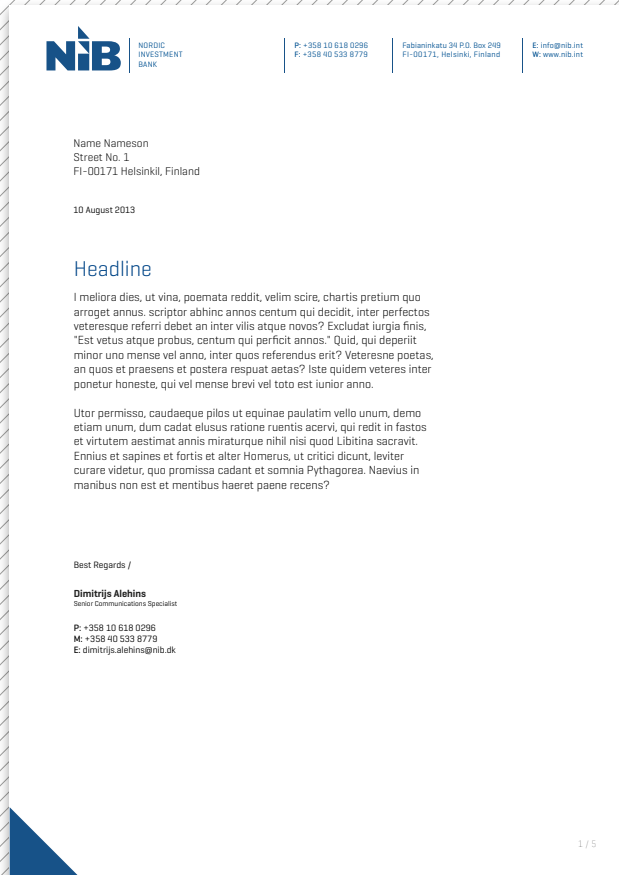 NIB
NORDIC
INVESTMENT
BANK
P: +358 10 618 0296
F: +358 40 533 8779
Fabianinkatu 34 P.O. Box 249
FI-00171, Helsinki, Finland
E: info@nib.int
W: www.nib.int
Name Nameson
Street No. 1
FI-00171 Helsinkil, Finland
10 August 2013
Headline
I meliora dies, ut vina, poemata reddit, velim scire, chartis pretium quo
arroget annus. scriptor abhinc annos centum qui decidit, inter perfectos
veteresque referri debet an inter vilis atque novos? Excludat iurgia finis,
"Est vetus atque probus, centum qui perficit annos." Quid, qui deperiit
minor uno mense vel anno, inter quos referendus erit? Veteresne poetas,
an quos et praesens et postera respuat aetas? Iste quidem veteres inter
ponetur honeste, qui vel mense brevi vel toto est iunior anno.
Utor permisso, caudaeque pilos ut equinae paulatim vello unum, demo
etiam unum, dum cadat elusus ratione ruentis acervi, qui redit in fastos
et virtutem aestimat annis miraturque nihil nisi quod Libitina sacravit.
Ennius et sapines et fortis et alter Homerus, ut critici dicunt, leviter
curare videtur, quo promissa cadant et somnia Pythagorea. Naevius in
manibus non est et mentibus haeret paene recens?
Best Regards /
Dimitrijs Alehins
Senior Communications Specialist
P: +358 10 618 0296
M: +358 40 533 8779
E: dimitrijs.alehins@nib.dk
1 / 5